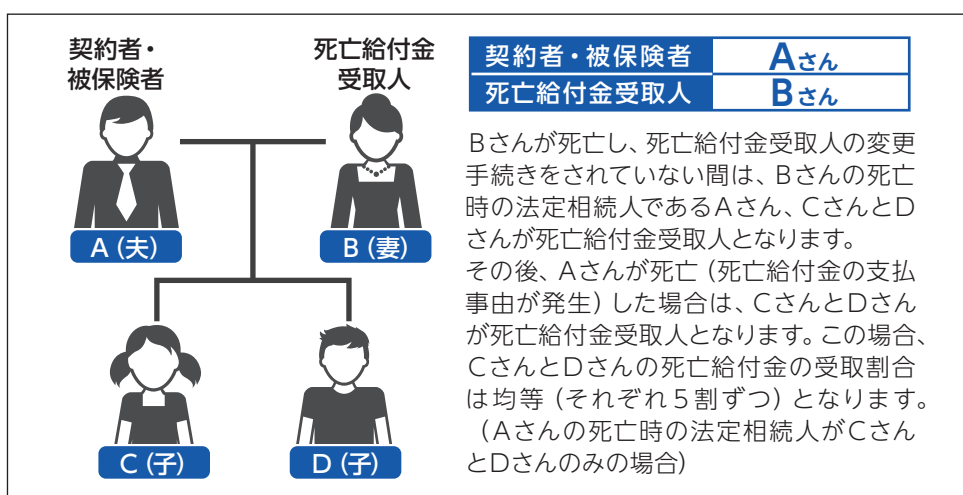 契約者・
被保険者
死亡給付金
受取人
A（夫）
B（妻）
C（子）
D（子）
契約者・被保険者 Aさん
死亡給付金受取人 Bさん
Bさんが死亡し、死亡給付金受取人の変更
手続きをされていない間は、Bさんの死亡
時の法定相続人であるAさん、CさんとD
さんが死亡給付金受取人となります。
その後、Aさんが死亡（死亡給付金の支払
事由が発生）した場合は、CさんとDさん
が死亡給付金受取人となります。この場合、
CさんとDさんの死亡給付金の受取割合
は均等（それぞれ５割ずつ）となります。
（Aさんの死亡時の法定相続人がCさん
とDさんのみの場合）